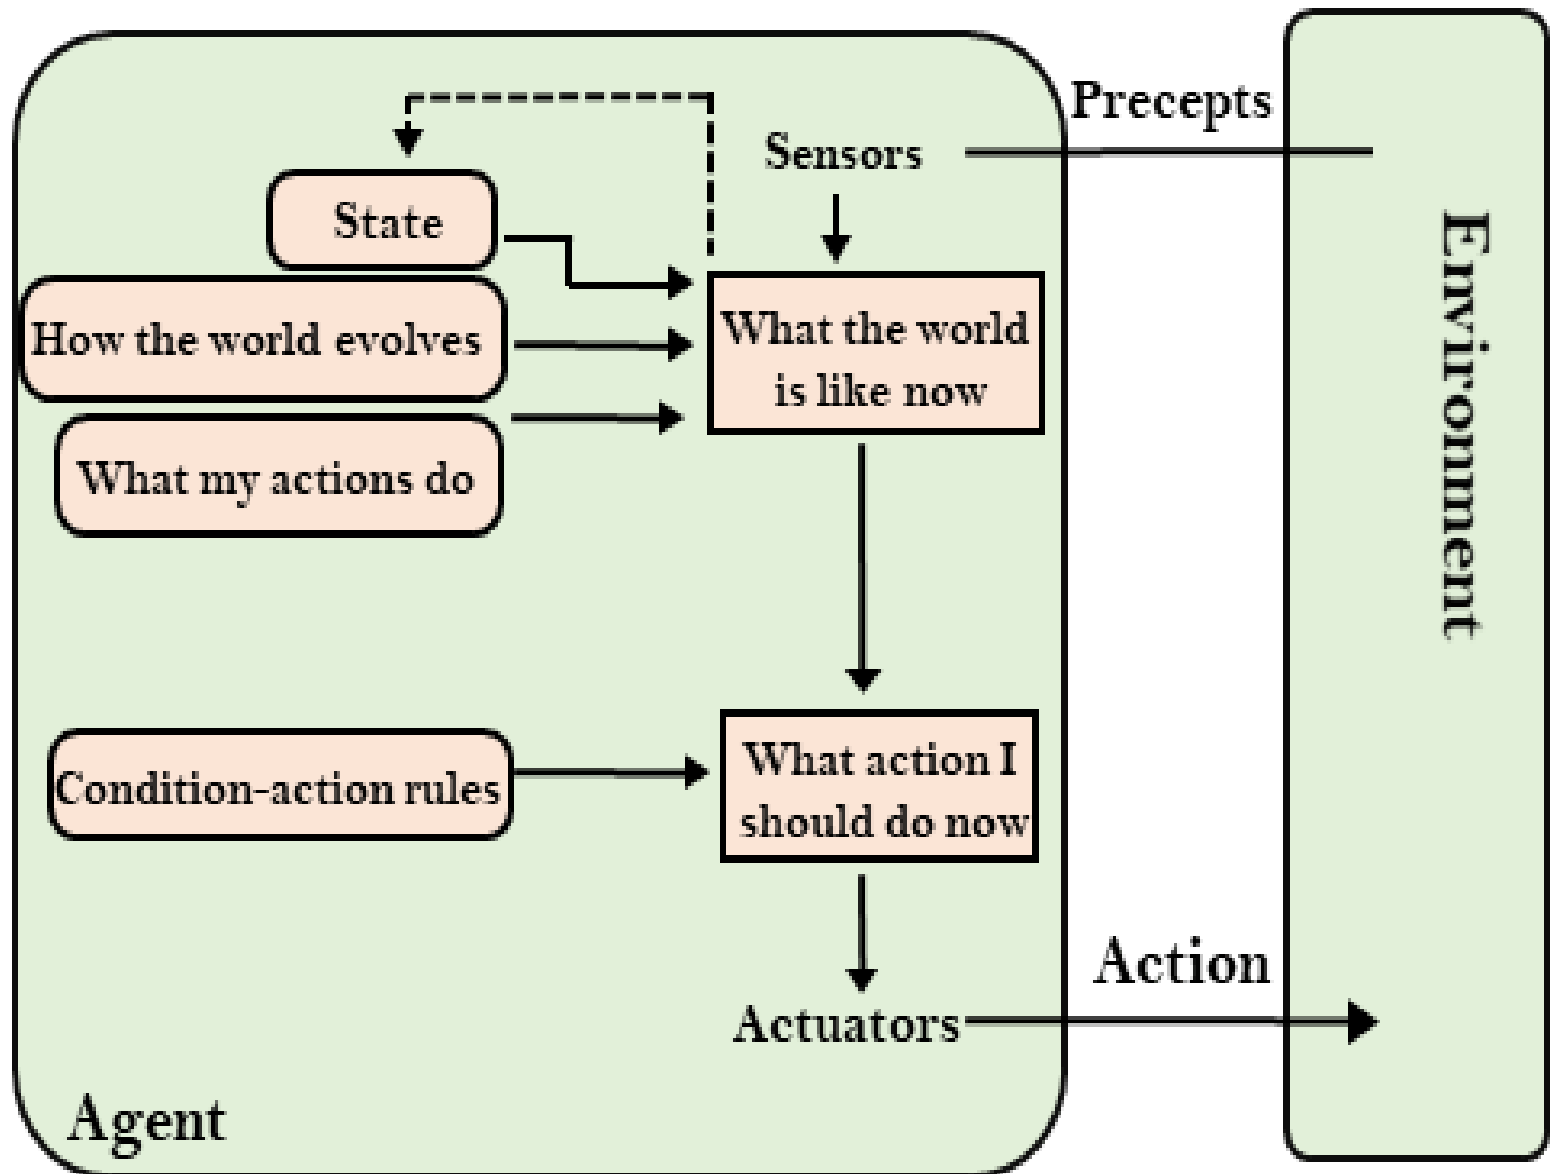 Precepts
Sensors
State
How the world evolves
What the world
is like now
What my actions do
Environment
Condition-action rules
What action I
should do now
Action
Actuators
Agent